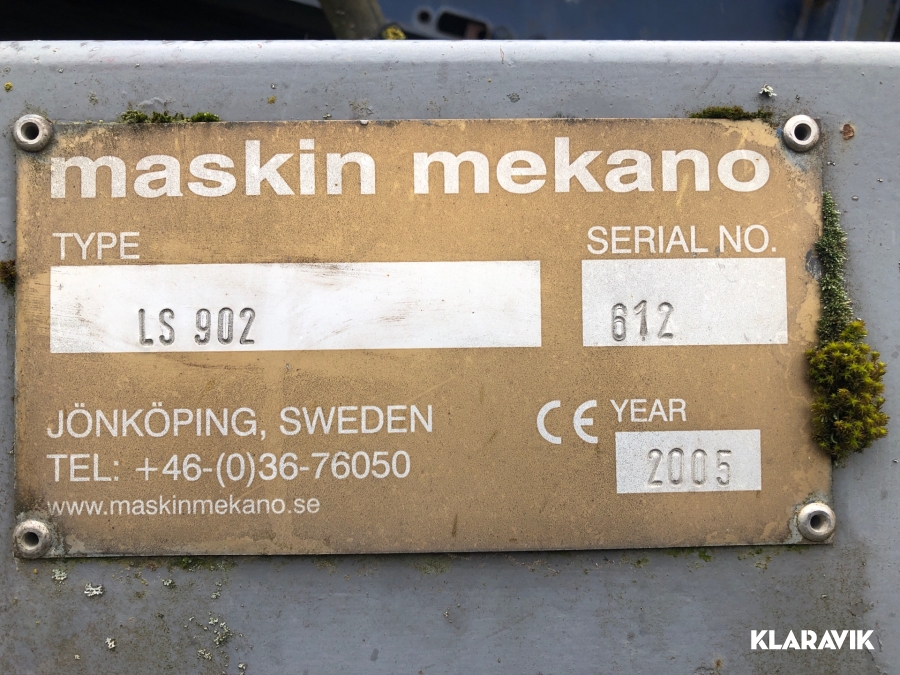 maskin mekano
TYPE
SERIAL NO.
LS 902
612
JÖNKÖPING, SWEDEN
TEL: +46-(0)36-76050
www.maskinmekano.se
CE YEAR
2005
KLARAVIK